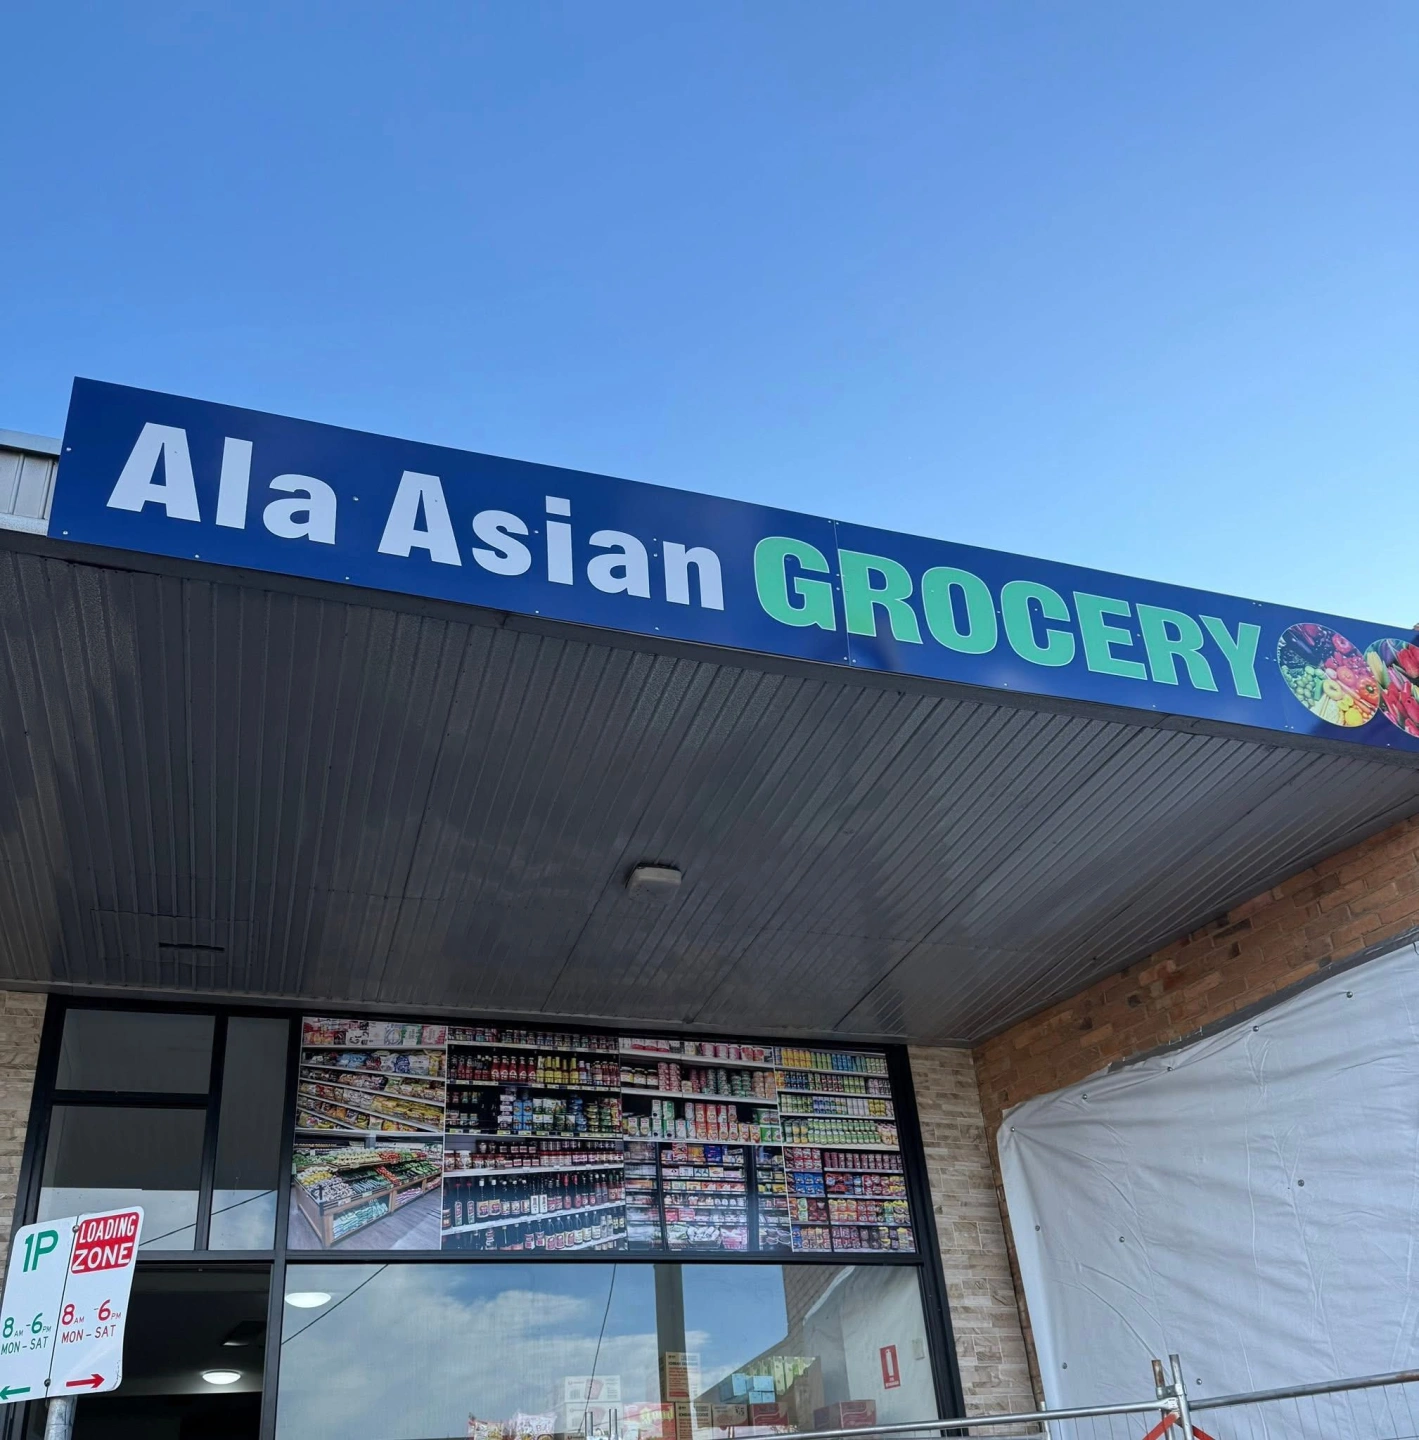 Ala Asian GROCERY
1P
8AM-6PM
MON-SAT
LOADING
ZONE
8AM-6PM
MON-SAT